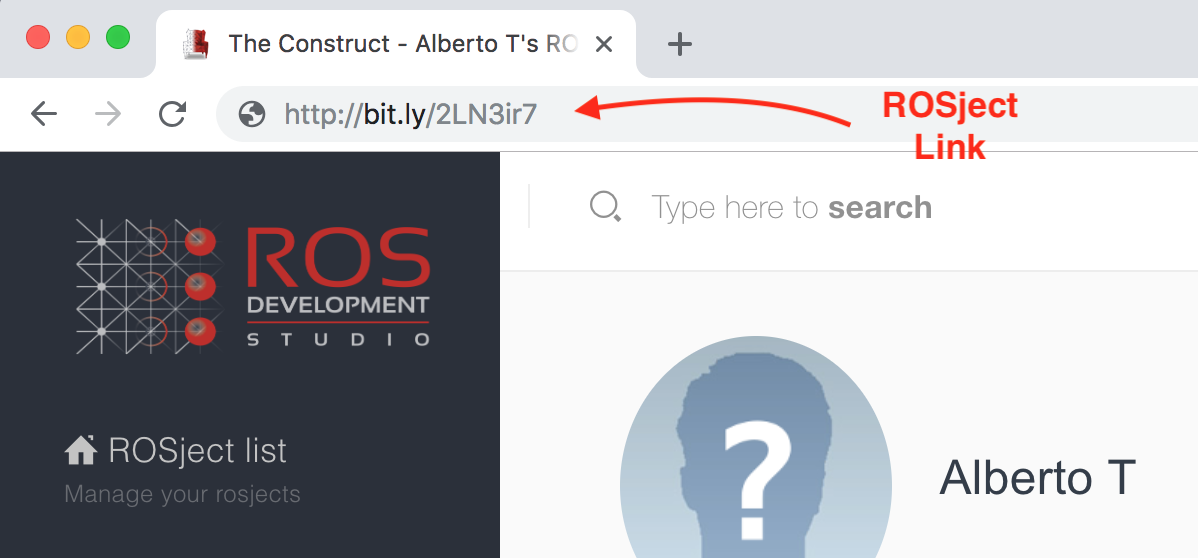 The Construct - Alberto T's RO
http://bit.ly/2LN3ir7
ROSject
Link
Type here to search
ROS
DEVELOPMENT
STUDIO
ROSject list
Manage your rosjects
?
Alberto T